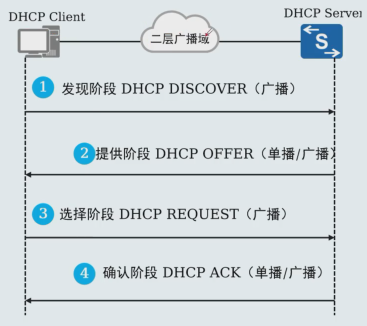 DHCP Client
DHCP Server
二层广播域
S
1 发现阶段 DHCP DISCOVER（广播）
2 提供阶段 DHCP OFFER（单播/广播）
3 选择阶段 DHCP REQUEST（广播）
4 确认阶段 DHCP ACK（单播/广播）